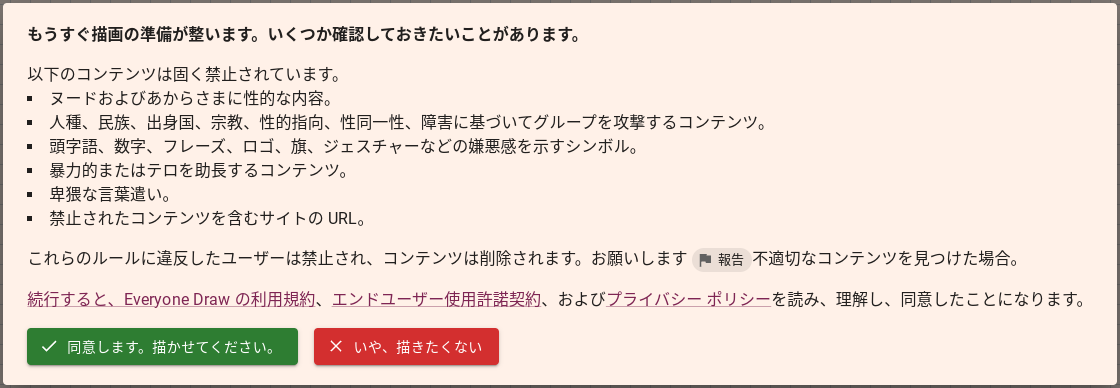 もうすぐ描画の準備が整います。いくつか確認しておきたいことがあります。
以下のコンテンツは固く禁止されています。
▪ ヌードおよびあからさまに性的な内容。
▪ 人種、民族、出身国、宗教、性的指向、性同一性、障害に基づいてグループを攻撃するコンテンツ。
▪ 頭字語、数字、フレーズ、ロゴ、旗、ジェスチャーなどの嫌悪感を示すシンボル。
▪ 暴力的またはテロを助長するコンテンツ。
▪ 卑猥な言葉遣い。
▪ 禁止されたコンテンツを含むサイトの URL。
これらのルールに違反したユーザーは禁止され、コンテンツは削除されます。お願いします 報告 不適切なコンテンツを見つけた場合。
続行すると、Everyone Draw の利用規約、エンドユーザー使用許諾契約、およびプライバシー ポリシーを読み、理解し、同意したことになります。
同意します。描かせてください。 いや、描きたくない